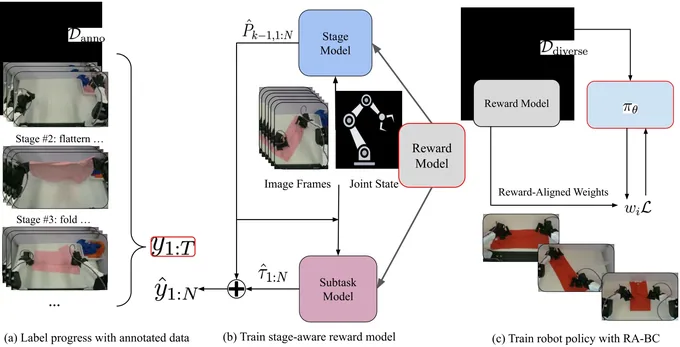 𝒟anno
Stage #2: flattern ...
Stage #3: fold ...
...
y1:T
(a) Label progress with annotated data
P̂k−1,1:N
Stage
Model
Image Frames
Joint State
Reward
Model
Subtask
Model
τ̂1:N
+
ŷ1:N
(b) Train stage-aware reward model
𝒟diverse
Reward Model
πθ
Reward-Aligned Weights
wiℒ
(c) Train robot policy with RA-BC